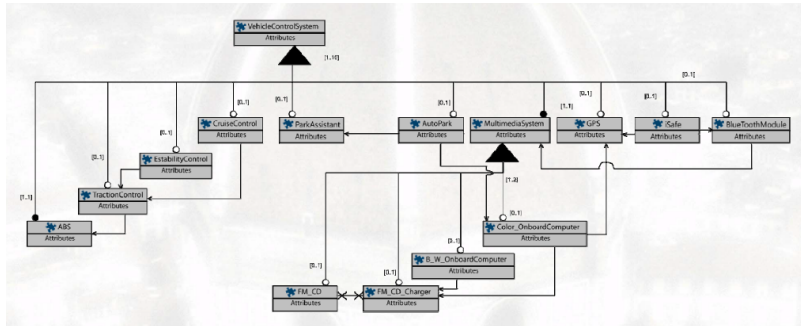 VehicleControlSystem
Attributes
[1..10]
[0..1]
[0..1] [0..1] [0..1] [1..1] [0..1] [0..1]
CruiseControl ParkAssistant AutoPark MultimediaSystem GPS iSafe BlueToothModule
Attributes Attributes Attributes Attributes Attributes Attributes Attributes
[0..1]
EstabilityControl
Attributes
[0..1]
TractionControl
Attributes
[1..1]
[0..1]
ABS
Attributes
Color_OnboardComputer
Attributes
[0..1]
B_W_OnboardComputer
Attributes
[0..1] [0..1]
FM_CD FM_CD_Charger
Attributes Attributes